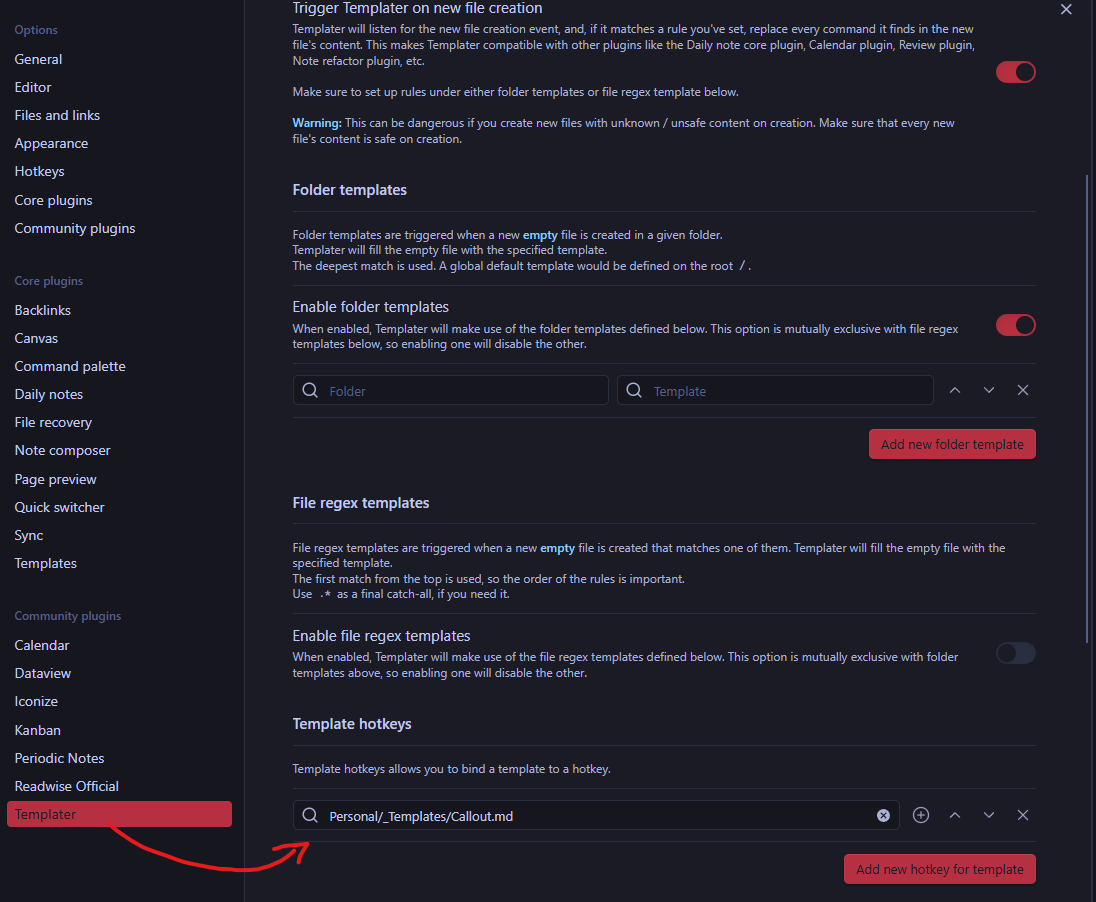 Options
General
Editor
Files and links
Appearance
Hotkeys
Core plugins
Community plugins
Core plugins
Backlinks
Canvas
Command palette
Daily notes
File recovery
Note composer
Page preview
Quick switcher
Sync
Templates
Community plugins
Calendar
Dataview
Iconize
Kanban
Periodic Notes
Readwise Official
Templater
Trigger Templater on new file creation
Templater will listen for the new file creation event, and, if it matches a rule you've set, replace every command it finds in the new
file's content. This makes Templater compatible with other plugins like the Daily note core plugin, Calendar plugin, Review plugin,
Note refactor plugin, etc.
Make sure to set up rules under either folder templates or file regex template below.
Warning: This can be dangerous if you create new files with unknown / unsafe content on creation. Make sure that every new
file's content is safe on creation.
Folder templates
Folder templates are triggered when a new empty file is created in a given folder.
Templater will fill the empty file with the specified template.
The deepest match is used. A global default template would be defined on the root / .
Enable folder templates
When enabled, Templater will make use of the folder templates defined below. This option is mutually exclusive with file regex
templates below, so enabling one will disable the other.
Folder
Template
Add new folder template
File regex templates
File regex templates are triggered when a new empty file is created that matches one of them. Templater will fill the empty file with the
specified template.
The first match from the top is used, so the order of the rules is important.
Use .* as a final catch-all, if you need it.
Enable file regex templates
When enabled, Templater will make use of the file regex templates defined below. This option is mutually exclusive with folder
templates above, so enabling one will disable the other.
Template hotkeys
Template hotkeys allows you to bind a template to a hotkey.
Personal/_Templates/Callout.md
Add new hotkey for template